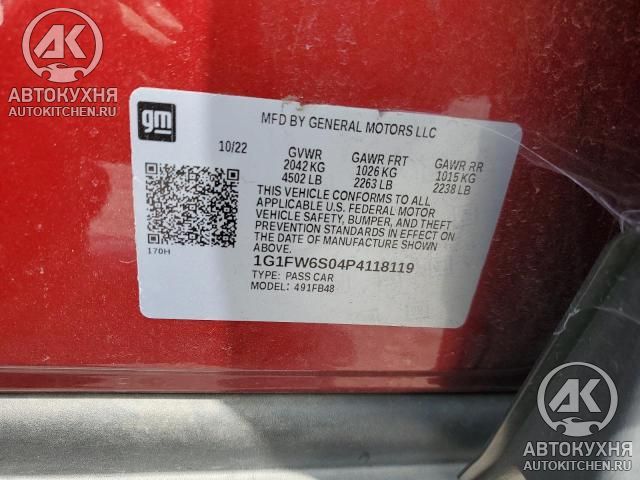 AK
АВТОКУХНЯ
AUTOKITCHEN.RU
gm
MFD BY GENERAL MOTORS LLC
10/22
GVWR GAWR FRT GAWR RR
2042 KG 1026 KG 1015 KG
4502 LB 2263 LB 2238 LB
THIS VEHICLE CONFORMS TO ALL
APPLICABLE U.S. FEDERAL MOTOR
VEHICLE SAFETY, BUMPER, AND THEFT
PREVENTION STANDARDS IN EFFECT ON
THE DATE OF MANUFACTURE SHOWN
ABOVE.
170H
1G1FW6S04P4118119
TYPE: PASS CAR
MODEL: 491FB48
AK
АВТОКУХНЯ
AUTOKITCHEN.RU